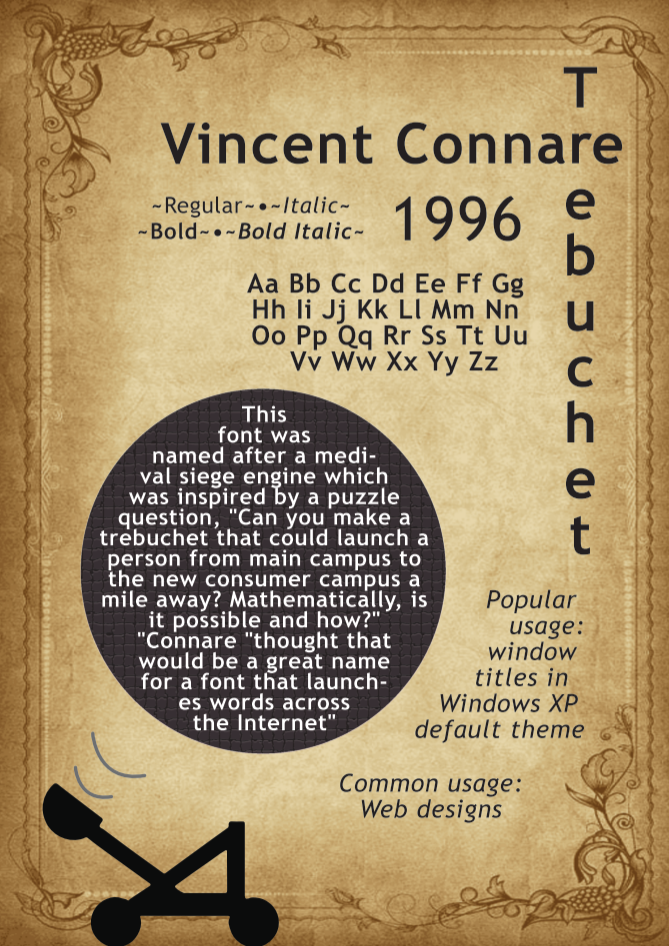 Trebuchet
Vincent Connare
~Regular~•~Italic~
~Bold~•~Bold Italic~
1996
Aa Bb Cc Dd Ee Ff Gg
Hh Ii Jj Kk Ll Mm Nn
Oo Pp Qq Rr Ss Tt Uu
Vv Ww Xx Yy Zz
This
font was
named after a medi-
val siege engine which
was inspired by a puzzle
question, "Can you make a
trebuchet that could launch a
person from main campus to
the new consumer campus a
mile away? Mathematically, is
it possible and how?"
"Connare "thought that
would be a great name
for a font that launch-
es words across
the Internet"
Popular
usage:
window
titles in
Windows XP
default theme
Common usage:
Web designs